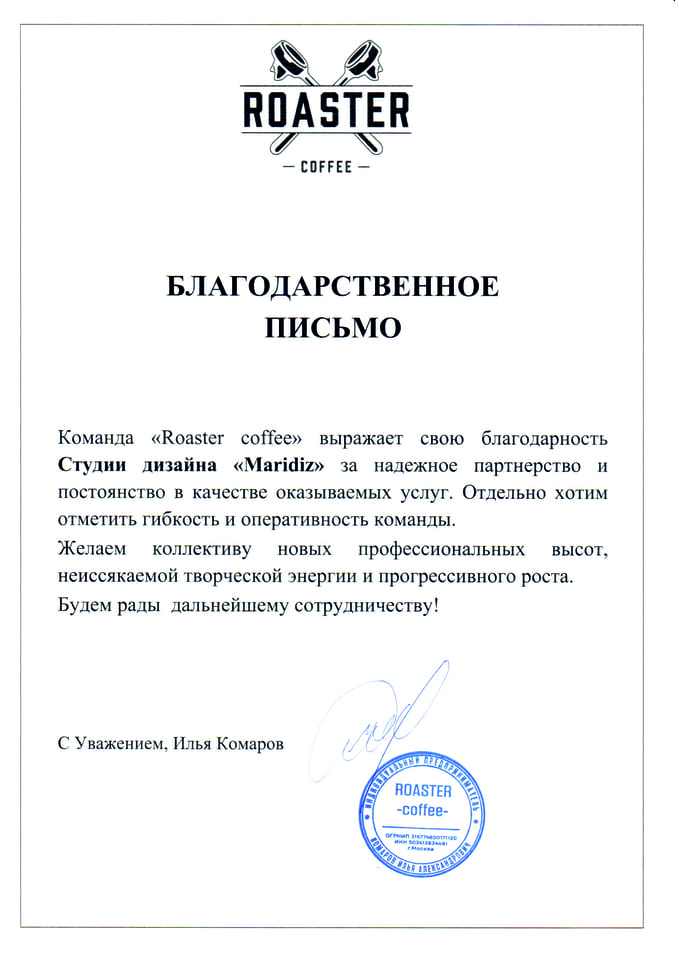 ROASTER
— COFFEE —
БЛАГОДАРСТВЕННОЕ
ПИСЬМО
Команда «Roaster coffee» выражает свою благодарность
Студии дизайна «Maridiz» за надежное партнерство и
постоянство в качестве оказываемых услуг. Отдельно хотим
отметить гибкость и оперативность команды.
Желаем коллективу новых профессиональных высот,
неиссякаемой творческой энергии и прогрессивного роста.
Будем рады дальнейшему сотрудничеству!
С Уважением, Илья Комаров
ИНДИВИДУАЛЬНЫЙ ПРЕДПРИНИМАТЕЛЬ
ROASTER
-coffee-
ОГРНИП
ИНН
г.Москва
КОМАРОВ ИЛЬЯ АЛЕКСАНДРОВИЧ